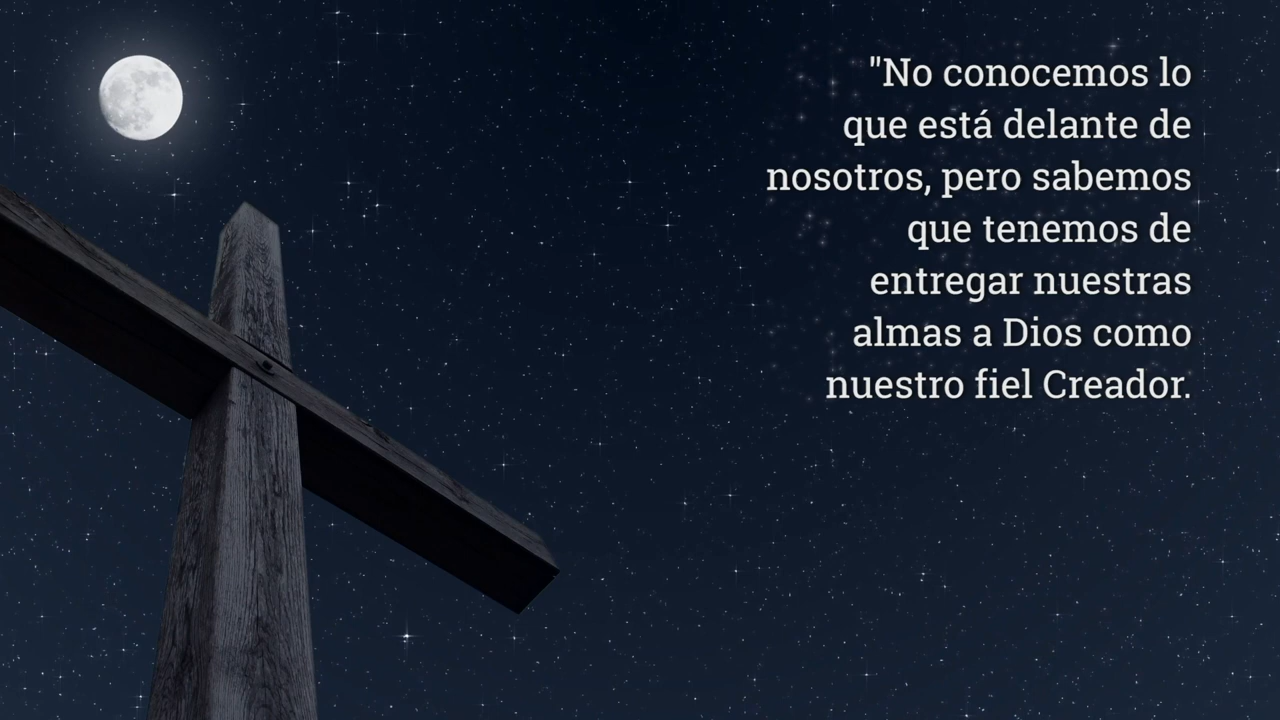 "No conocemos lo
que está delante de
nosotros, pero sabemos
que tenemos de
entregar nuestras
almas a Dios como
nuestro fiel Creador.